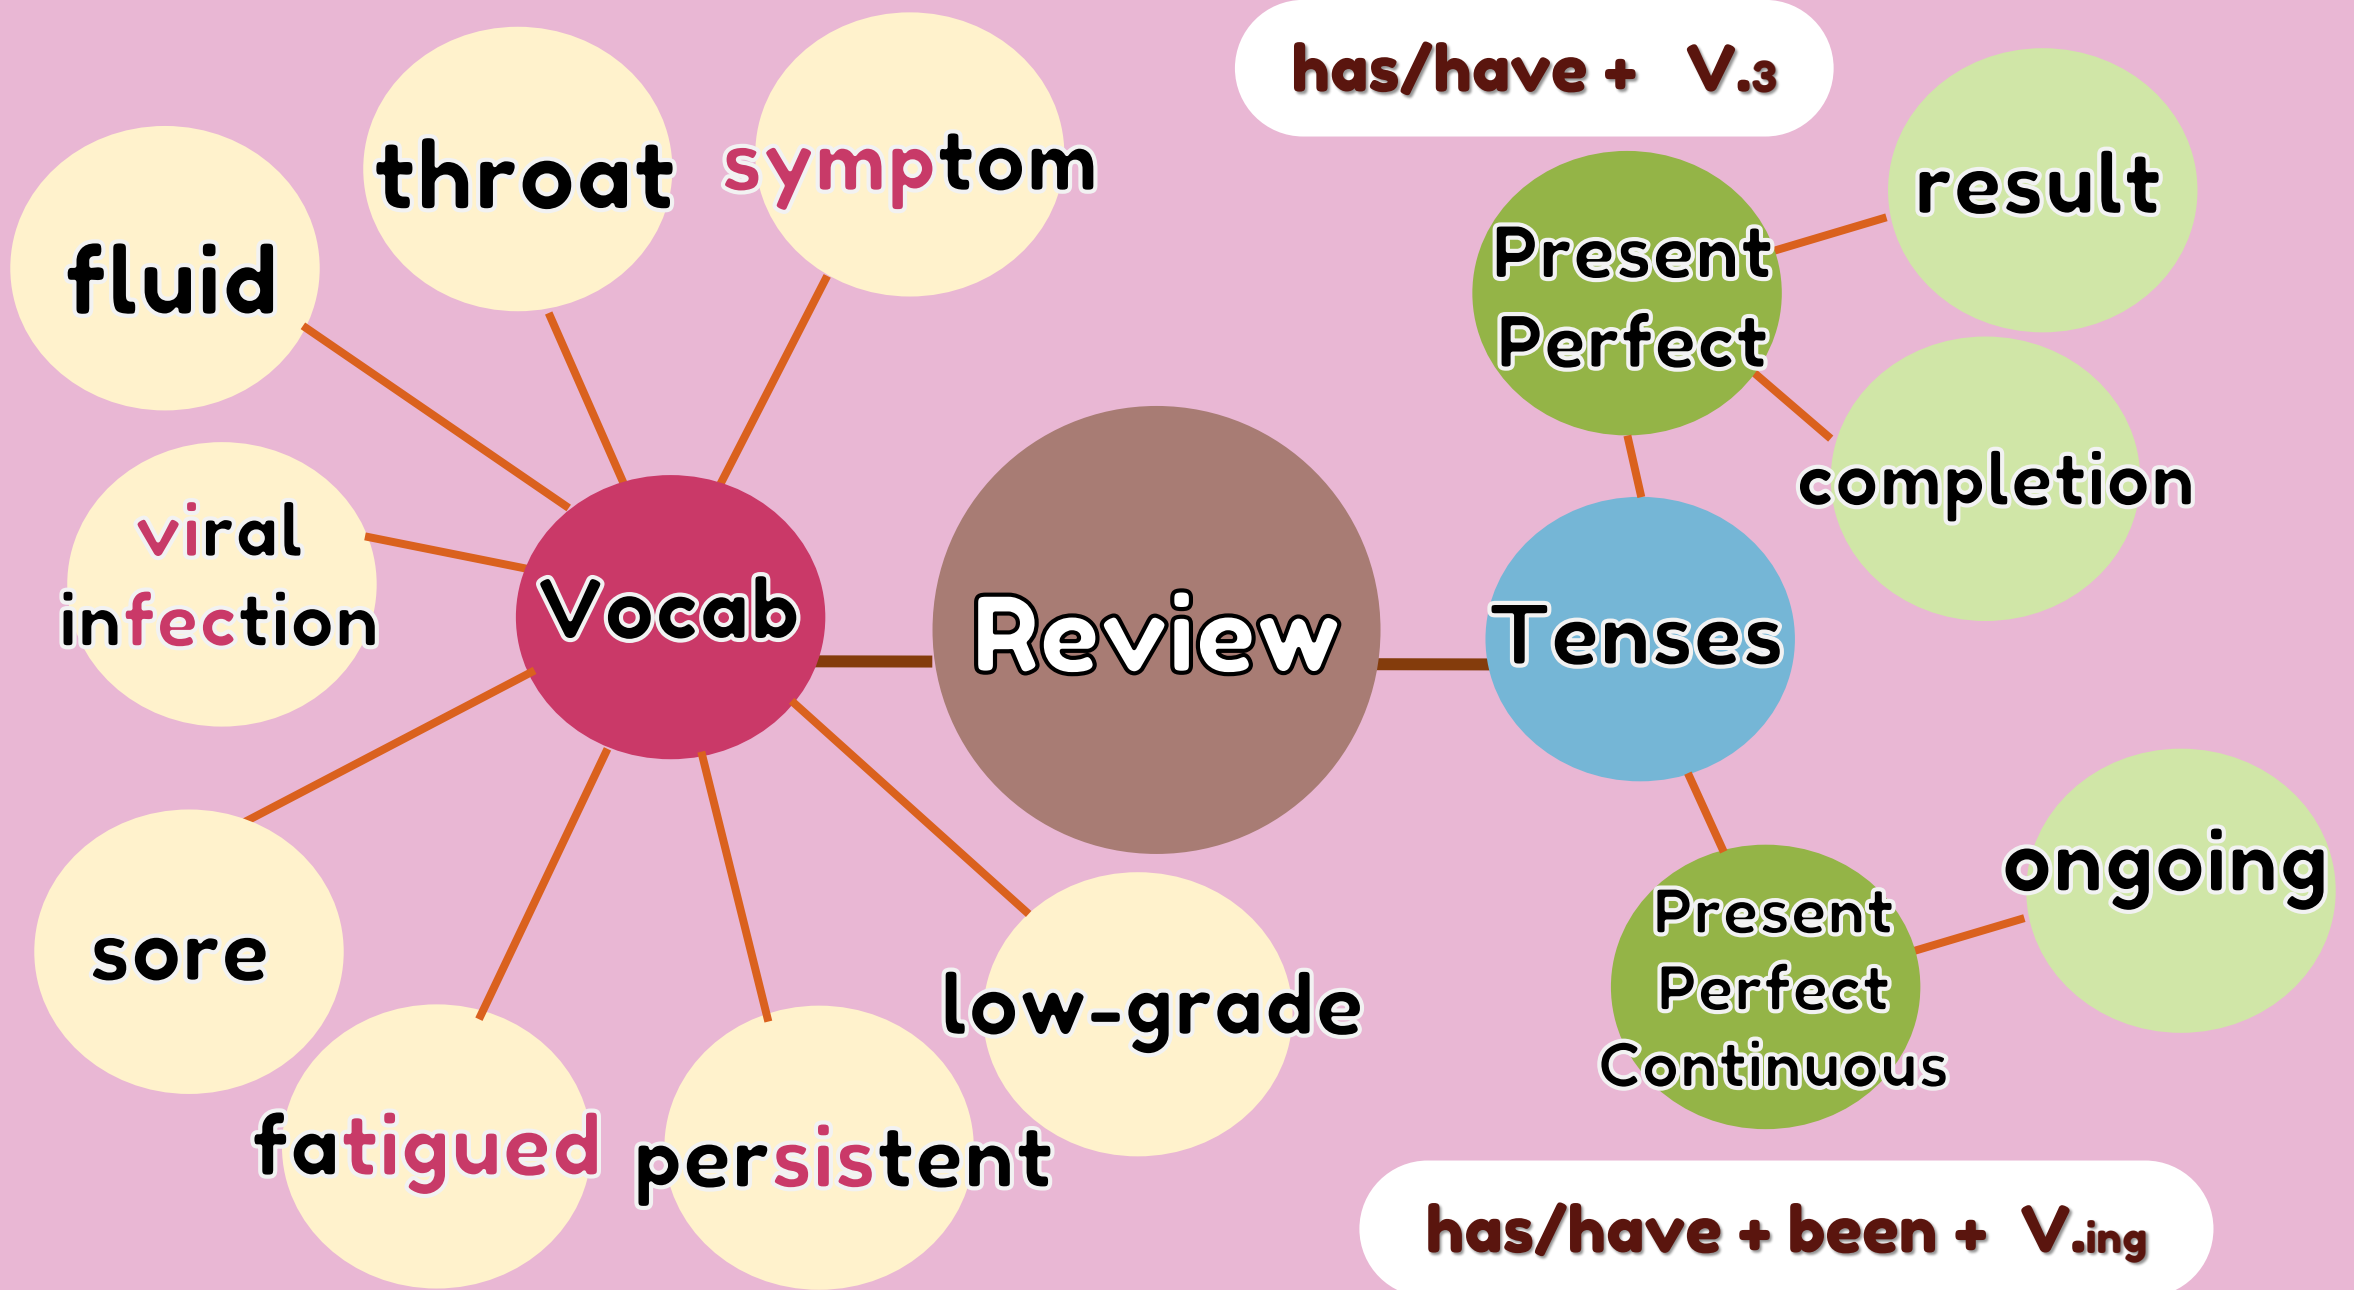 has/have + V.3
throat
symptom
fluid
result
Present
Perfect
completion
viral
infection
Vocab
Review
Tenses
sore
low-grade
ongoing
Present
Perfect
Continuous
fatigued
persistent
has/have + been + V.ing